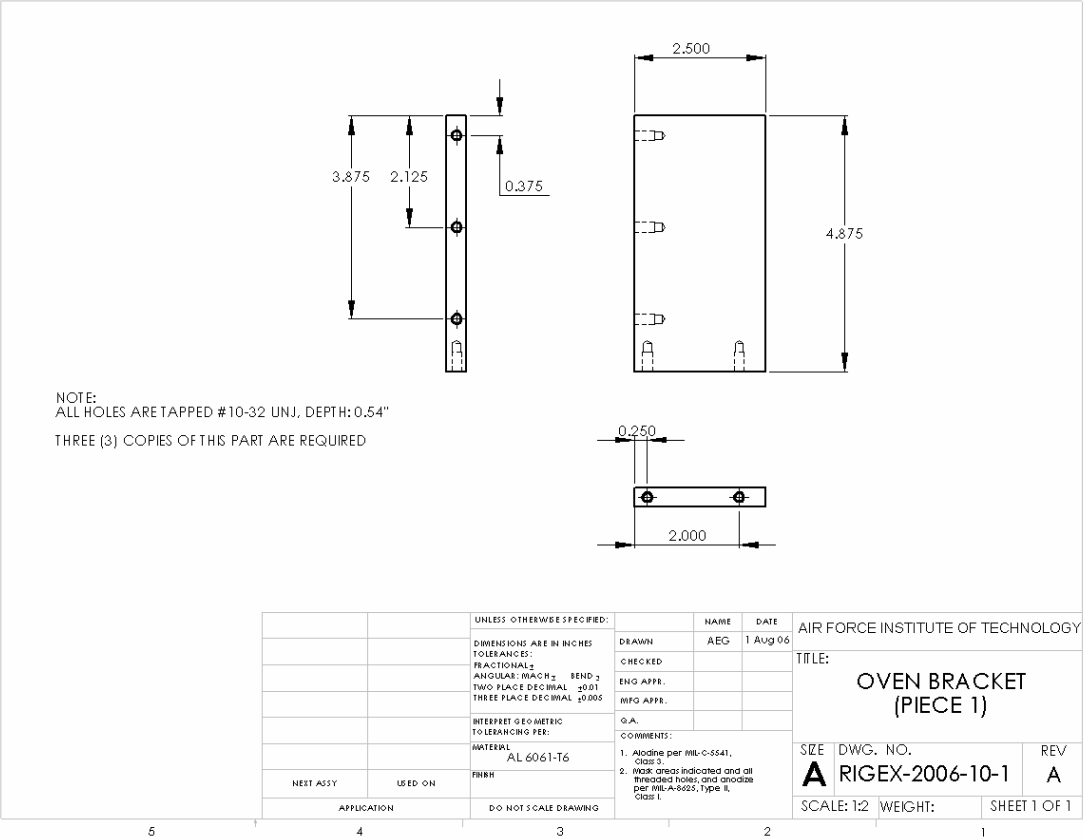 2.500
3.875
2.125
0.375
4.875
NOTE:
ALL HOLES ARE TAPPED #10-32 UNJ, DEPTH: 0.54"
THREE (3) COPIES OF THIS PART ARE REQUIRED
0.250
2.000
UNLESS OTHERWISE SPECIFIED:
DIMENSIONS ARE IN INCHES
TOLERANCES:
FRACTIONAL±
ANGULAR: MACH± BEND ±
TWO PLACE DECIMAL ±0.01
THREE PLACE DECIMAL ±0.005
INTERPRET GEOMETRIC
TOLERANCING PER:
MATERIAL
AL 6061-T6
FINISH
DO NOT SCALE DRAWING
NEXT ASSY
USED ON
APPLICATION
NAME
DATE
DRAWN
AEG
1 Aug 06
CHECKED
ENG APPR.
MFG APPR.
Q.A.
COMMENTS:
1. Alodine per MIL-C-5541,
Class 3.
2. Mask areas indicated and all
threaded holes, and anodize
per MIL-A-8625, Type II,
Class I.
AIR FORCE INSTITUTE OF TECHNOLOGY
TITLE:
OVEN BRACKET
(PIECE 1)
SIZE
A
DWG. NO.
RIGEX-2006-10-1
REV
A
SCALE: 1:2
WEIGHT:
SHEET 1 OF 1
5
4
3
2
1